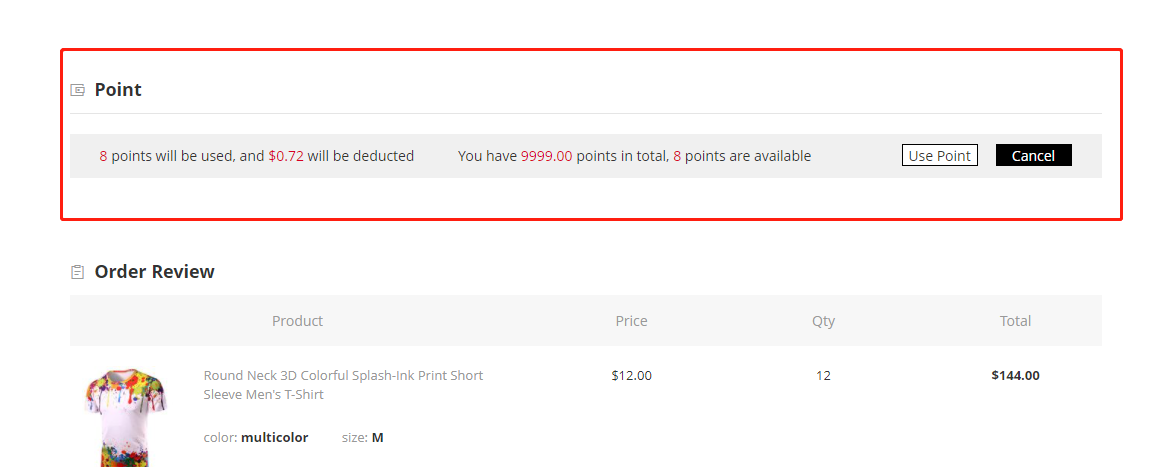 Point
8 points will be used, and $0.72 will be deducted You have 9999.00 points in total, 8 points are available Use Point Cancel
Order Review
Product Price Qty Total
Round Neck 3D Colorful Splash-Ink Print Short $12.00 12 $144.00
Sleeve Men's T-Shirt
color: multicolor size: M